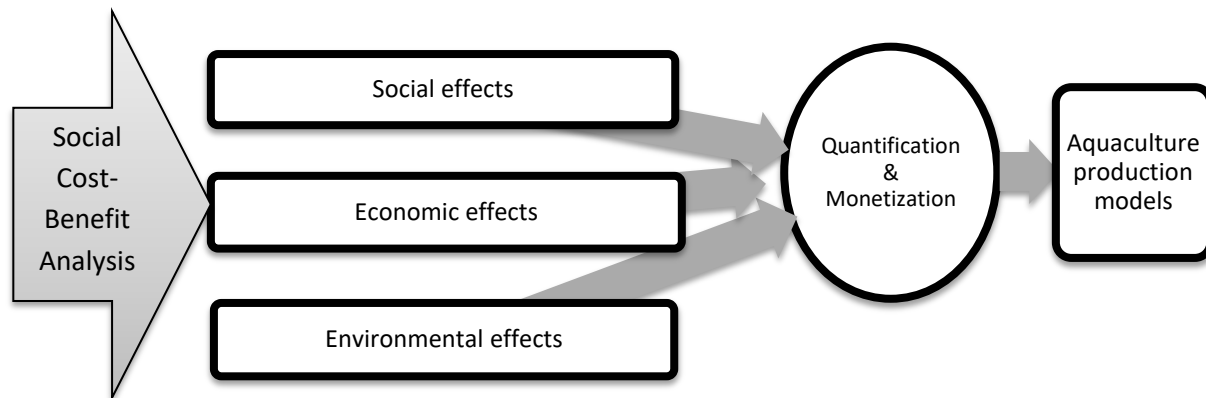 Social
Cost-
Benefit
Analysis
Social effects
Economic effects
Environmental effects
Quantification
&
Monetization
Aquaculture
production
models